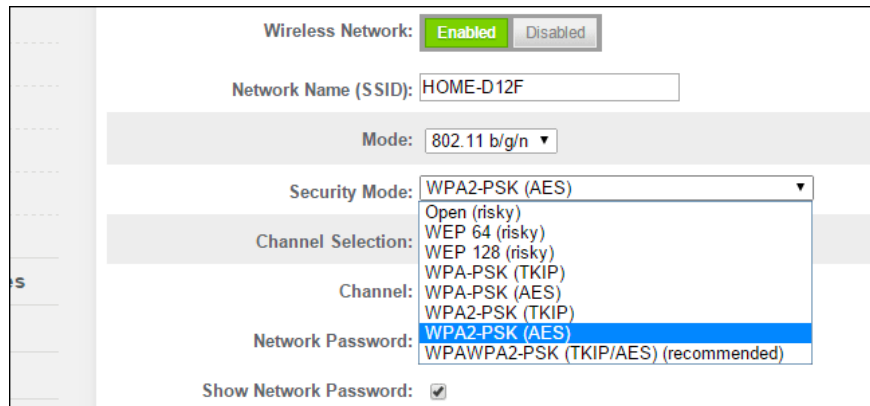 Wireless Network: Enabled Disabled
Network Name (SSID): HOME-D12F
Mode: 802.11 b/g/n
Security Mode: WPA2-PSK (AES)
Open (risky)
WEP 64 (risky)
Channel Selection: WEP 128 (risky)
WPA-PSK (TKIP)
es
Channel: WPA-PSK (AES)
WPA2-PSK (TKIP)
Network Password: WPA2-PSK (AES)
WPAWPA2-PSK (TKIP/AES) (recommended)
Show Network Password: